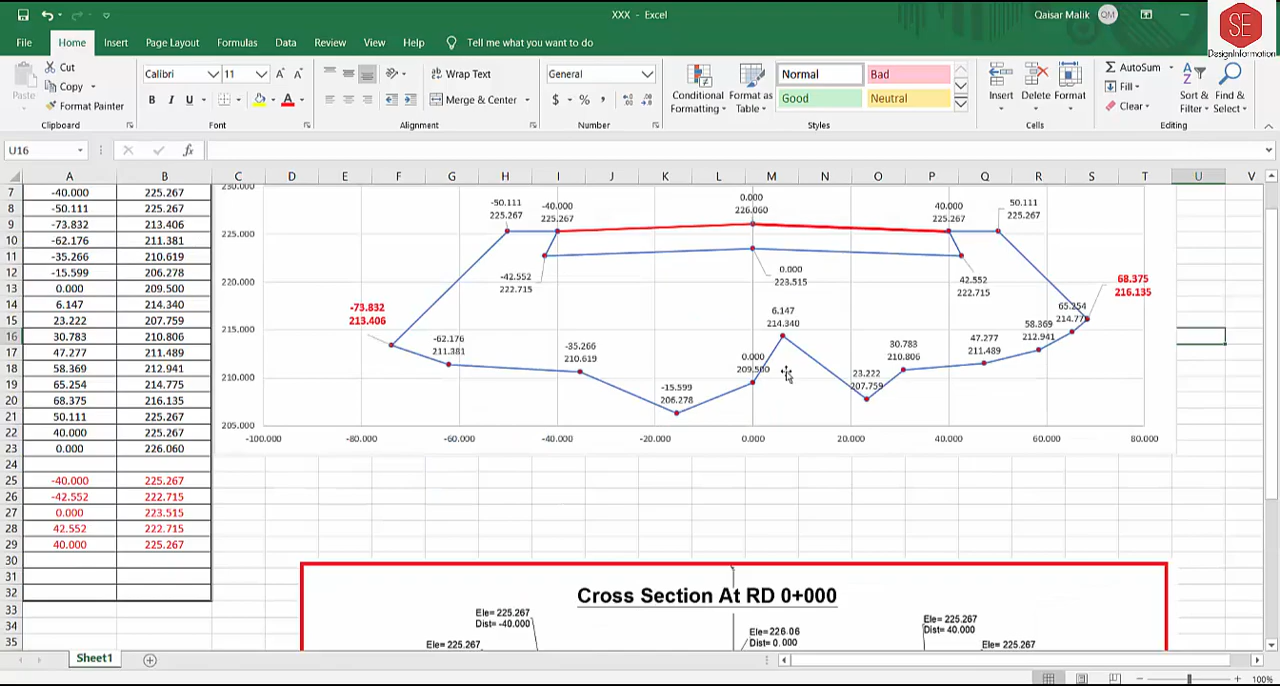 XXX - Excel
Qaisar Malik
QM
SE
DesignInformation
File Home Insert Page Layout Formulas Data Review View Help Tell me what you want to do
Paste
Cut
Copy
Format Painter
Clipboard
Calibri 11 A A
B I U A
Font
Wrap Text
Merge & Center
Alignment
General
$ % ,
Number
Conditional Formatting
Format as Table
Normal Bad
Good Neutral
Styles
Insert Delete Format
Cells
AutoSum
Fill
Clear
Sort & Filter
Find & Select
Editing
U16 fx
A B C D E F G H I J K L M N O P Q R S T U V
7 -40.000 225.267
8 -50.111 225.267
9 -73.832 213.406
10 -62.176 211.381
11 -35.266 210.619
12 -15.599 206.278
13 0.000 209.500
14 6.147 214.340
15 23.222 207.759
16 30.783 210.806
17 47.277 211.489
18 58.369 212.941
19 65.254 214.775
20 68.375 216.135
21 50.111 225.267
22 40.000 225.267
23 0.000 226.060
24
25 -40.000 225.267
26 -42.552 222.715
27 0.000 223.515
28 42.552 222.715
29 40.000 225.267
30
31
32
33
34
35
230.000
225.000
220.000
215.000
210.000
205.000
-100.000 -80.000 -60.000 -40.000 -20.000 0.000 20.000 40.000 60.000 80.000
-50.111
225.267
-40.000
225.267
0.000
226.060
40.000
225.267
50.111
225.267
-42.552
222.715
0.000
223.515
42.552
222.715
68.375
216.135
-73.832
213.406
-62.176
211.381
-35.266
210.619
-15.599
206.278
0.000
209.500
6.147
214.340
23.222
207.759
30.783
210.806
47.277
211.489
58.369
212.941
65.254
Cross Section At RD 0+000
Ele= 225.267
Dist= -40.000
Ele= 225.267
Ele=226.06
Dist= 0.000
Ele= 225.267
Dist= 40.000
Ele= 225.267
Sheet1
100%